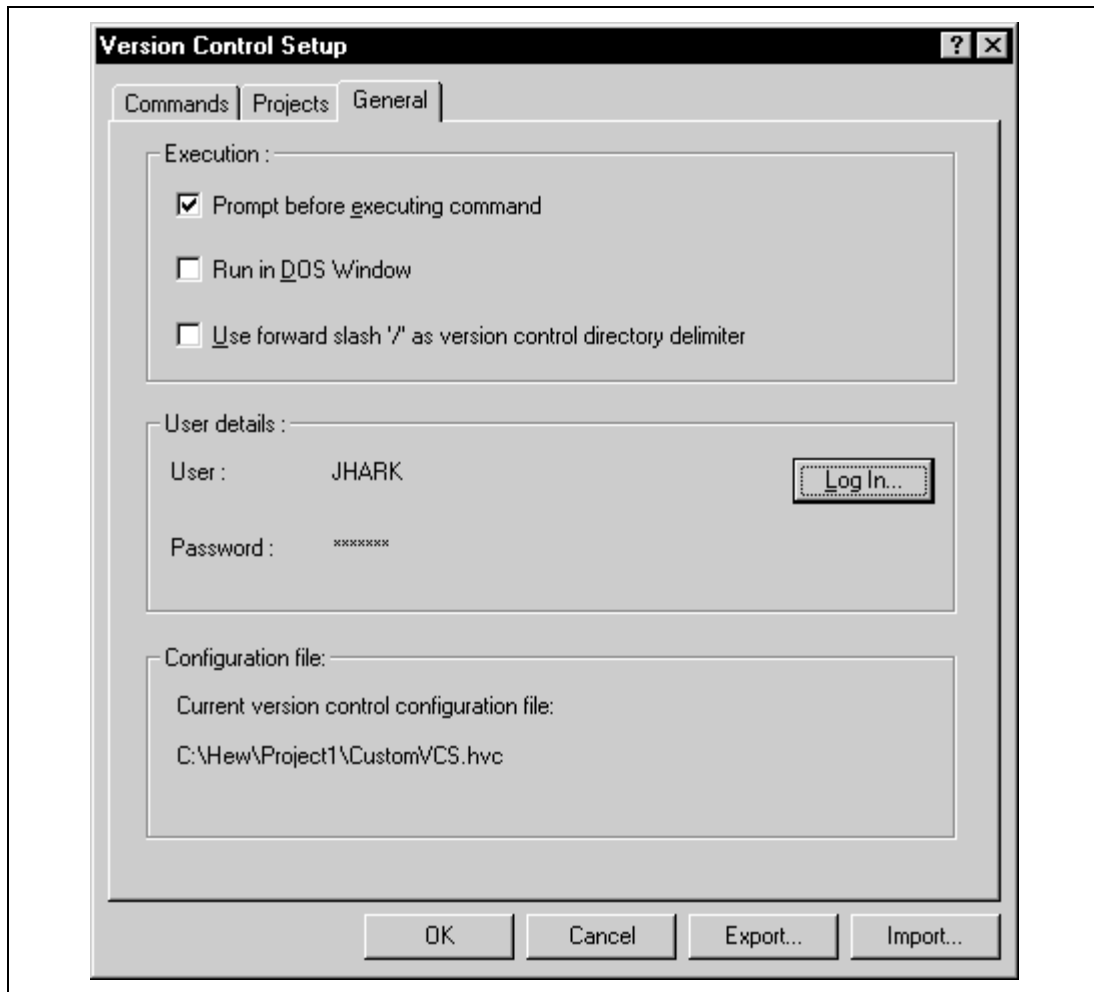 Version Control Setup
Commands Projects General
Execution :
Prompt before executing command
Run in DOS Window
Use forward slash '/' as version control directory delimiter
User details :
User : JHARK
Log In...
Password : *******
Configuration file:
Current version control configuration file:
C:\Hew\Project1\CustomVCS.hvc
OK Cancel Export... Import...